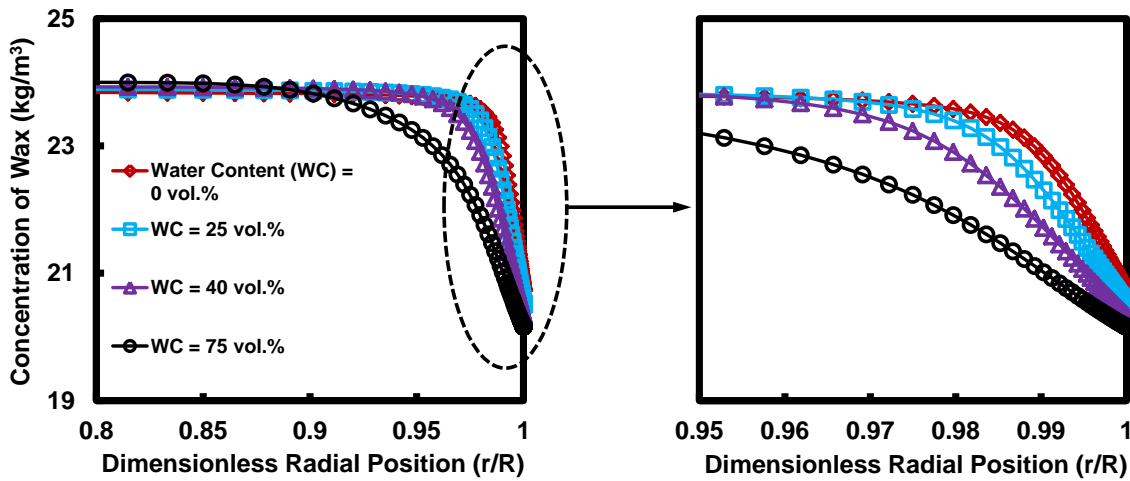 Concentration of Wax (kg/m³)
25
23
21
19
Water Content (WC) =
0 vol.%
WC = 25 vol.%
WC = 40 vol.%
WC = 75 vol.%
0.8 0.85 0.9 0.95 1
Dimensionless Radial Position (r/R)
0.95 0.96 0.97 0.98 0.99 1
Dimensionless Radial Position (r/R)